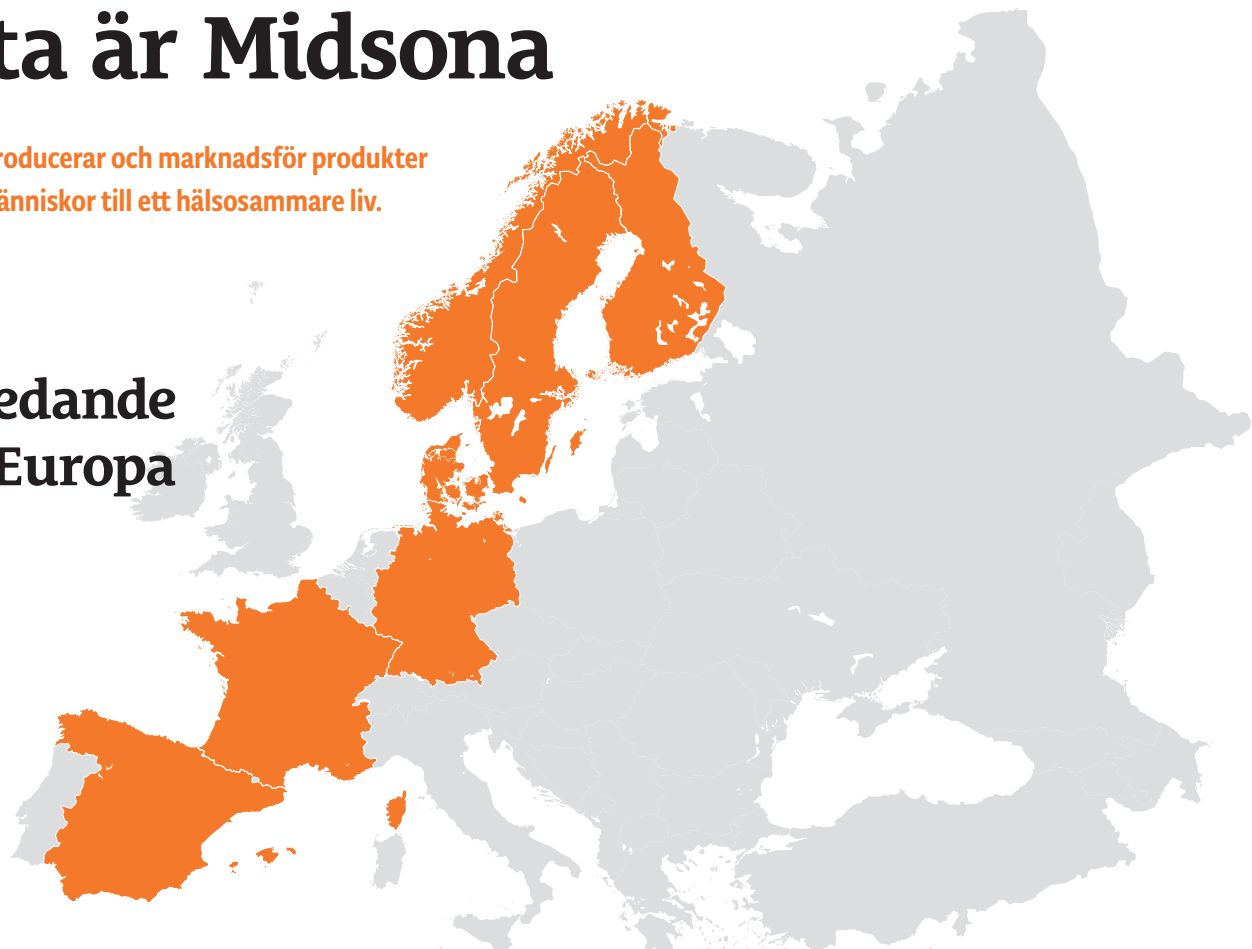 ta är Midsona
roducerar och marknadsför produkter
änniskor till ett hälsosammare liv.
edande
Europa